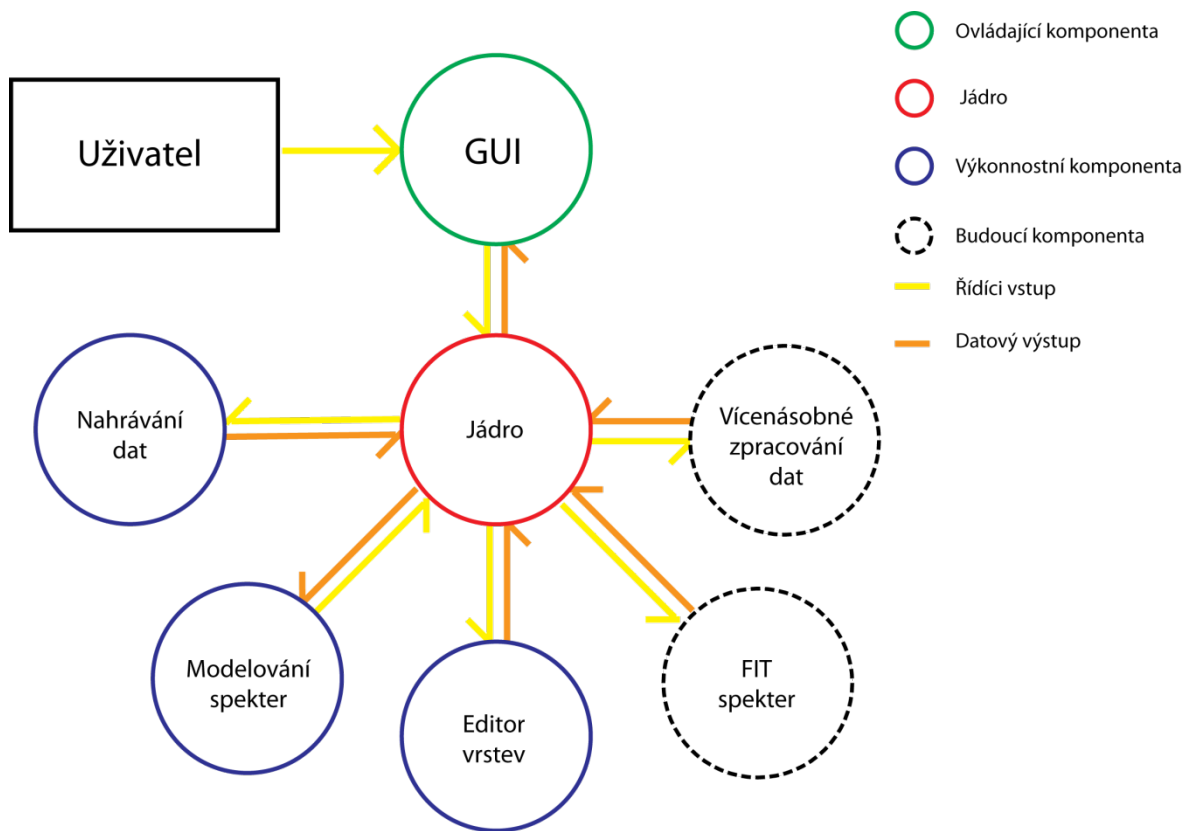 Uživatel
GUI
Jádro
Nahrávání
dat
Vícenásobné
zpracování
dat
Modelování
spekter
Editor
vrstev
FIT
spekter
Ovládající komponenta
Jádro
Výkonnostní komponenta
Budoucí komponenta
Řídíci vstup
Datový výstup